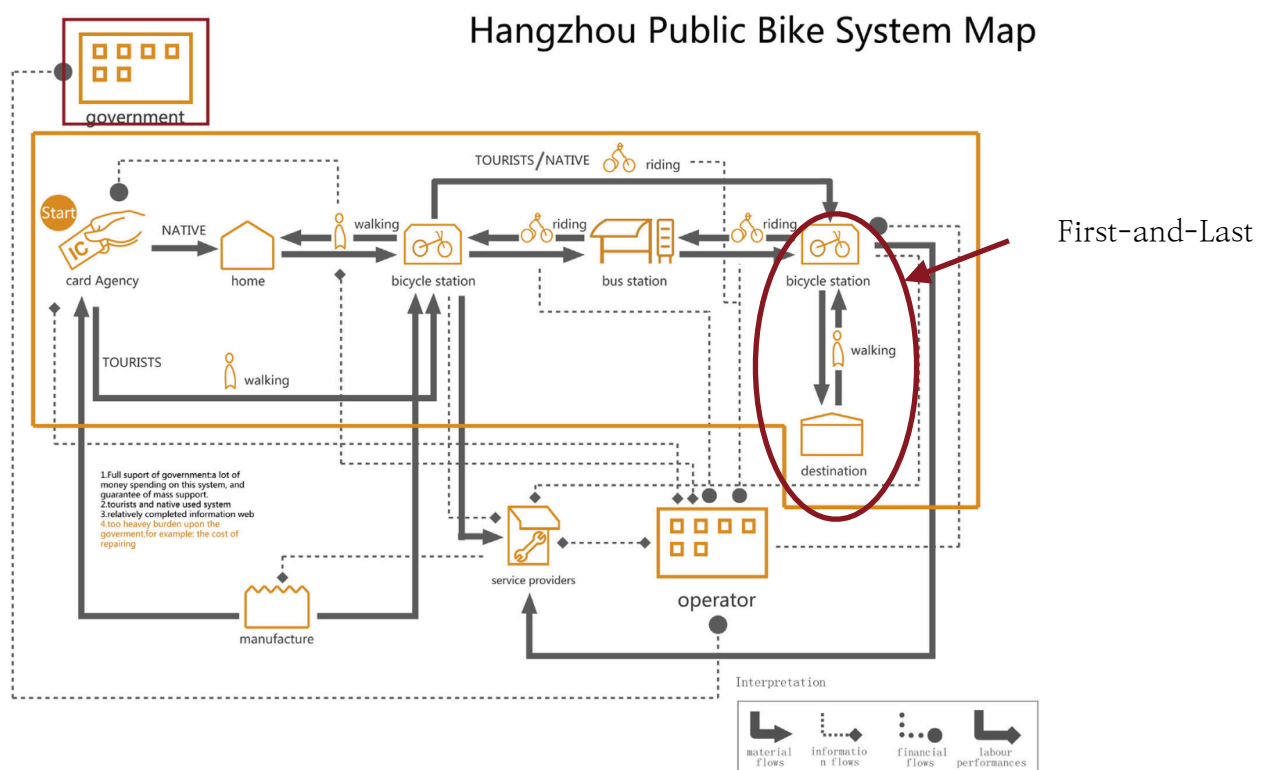 Hangzhou Public Bike System Map
government
TOURISTS/NATIVE
riding
Start
IC
NATIVE
walking
riding
riding
First-and-Last
card Agency
home
bicycle station
bus station
bicycle station
walking
TOURISTS
walking
destination
1.Full suport of government:a lot of
money spending on this system, and
guarantee of mass support.
2.tourists and native used system
3.relatively completed information web
4.too heavey burden upon the
goverment,for example: the cost of
repairing
service providers
operator
manufacture
Interpretation
material
flows
informatio
n flows
financial
flows
labour
performances